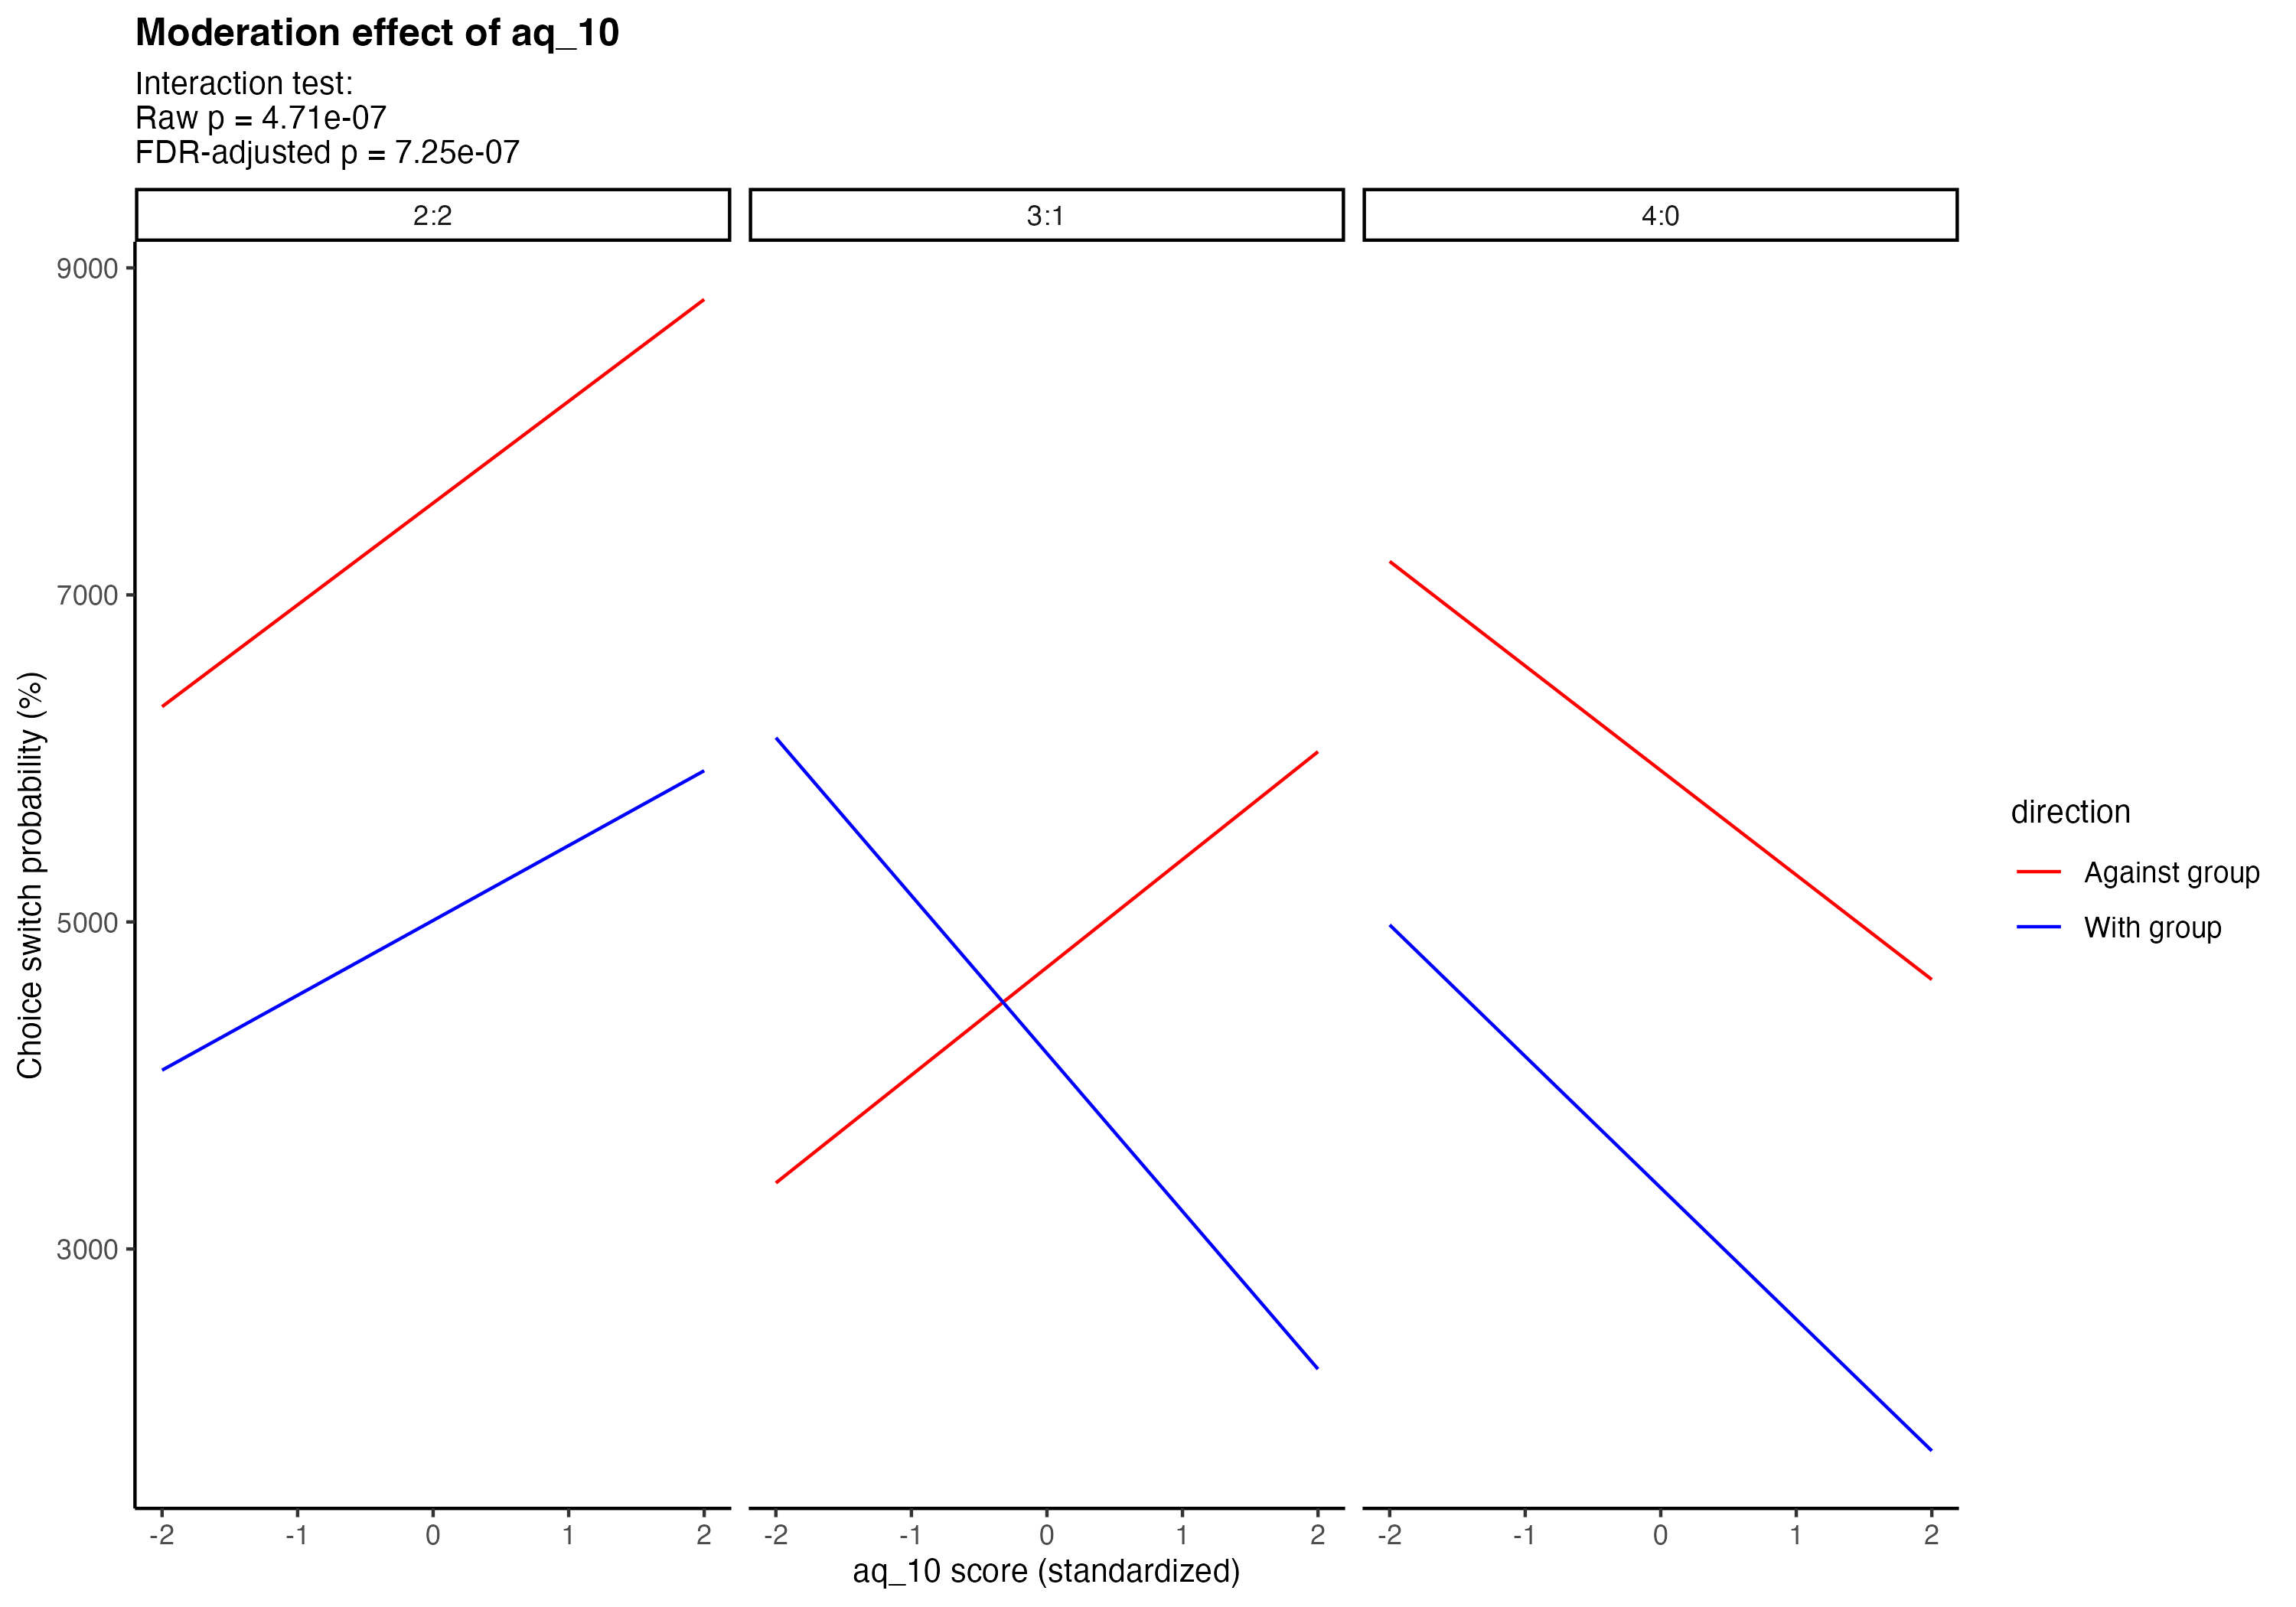 Moderation effect of aq_10
Interaction test:
Raw p = 4.71e-07
FDR-adjusted p = 7.25e-07
2:2
3:1
4:0
9000
7000
5000
3000
Choice switch probability (%)
-2 -1 0 1 2
-2 -1 0 1 2
-2 -1 0 1 2
aq_10 score (standardized)
direction
Against group
With group